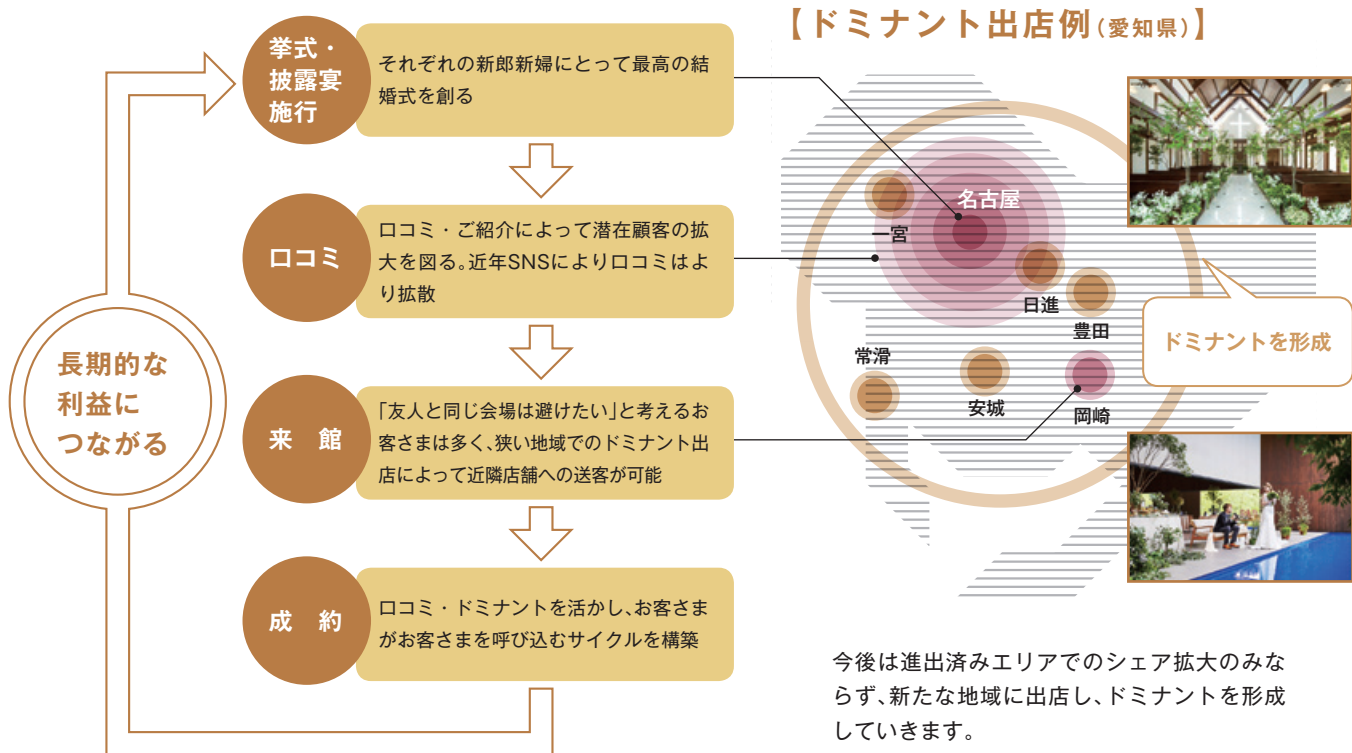 【ドミナント出店例(愛知県)】
挙式・
披露宴
施行
それぞれの新郎新婦にとって最高の結
婚式を創る
口コミ
口コミ・ご紹介によって潜在顧客の拡
大を図る。近年SNSにより口コミはよ
り拡散
来 館
「友人と同じ会場は避けたい」と考えるお
客さまは多く、狭い地域でのドミナント出
店によって近隣店舗への送客が可能
成 約
口コミ・ドミナントを活かし、お客さま
がお客さまを呼び込むサイクルを構築
長期的な
利益に
つながる
名古屋
一宮
日進
豊田
常滑
安城
岡崎
ドミナントを形成
今後は進出済みエリアでのシェア拡大のみな
らず、新たな地域に出店し、ドミナントを形成
していきます。